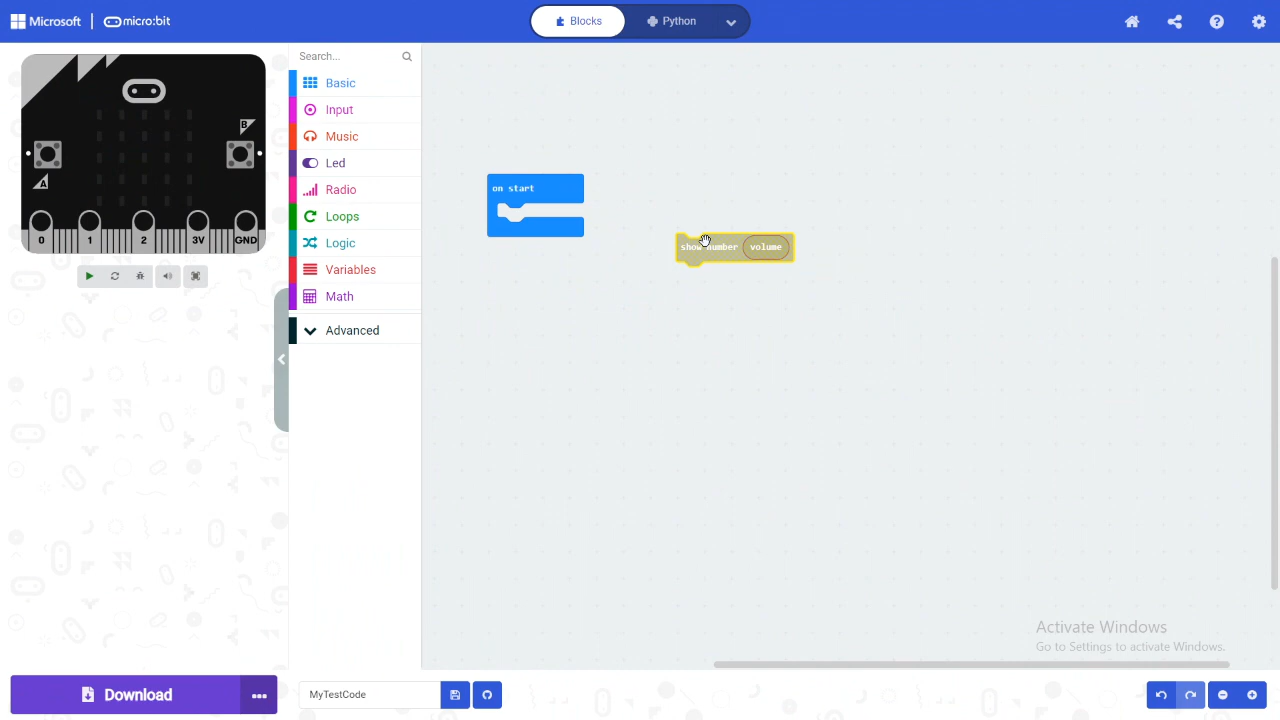 Microsoft micro:bit
Blocks
Python
Search...
Basic
Input
Music
Led
Radio
Loops
Logic
Variables
Math
Advanced
B
A
0 1 2 3V GND
on start
show number volume
Activate Windows
Go to Settings to activate Windows.
Download
MyTestCode